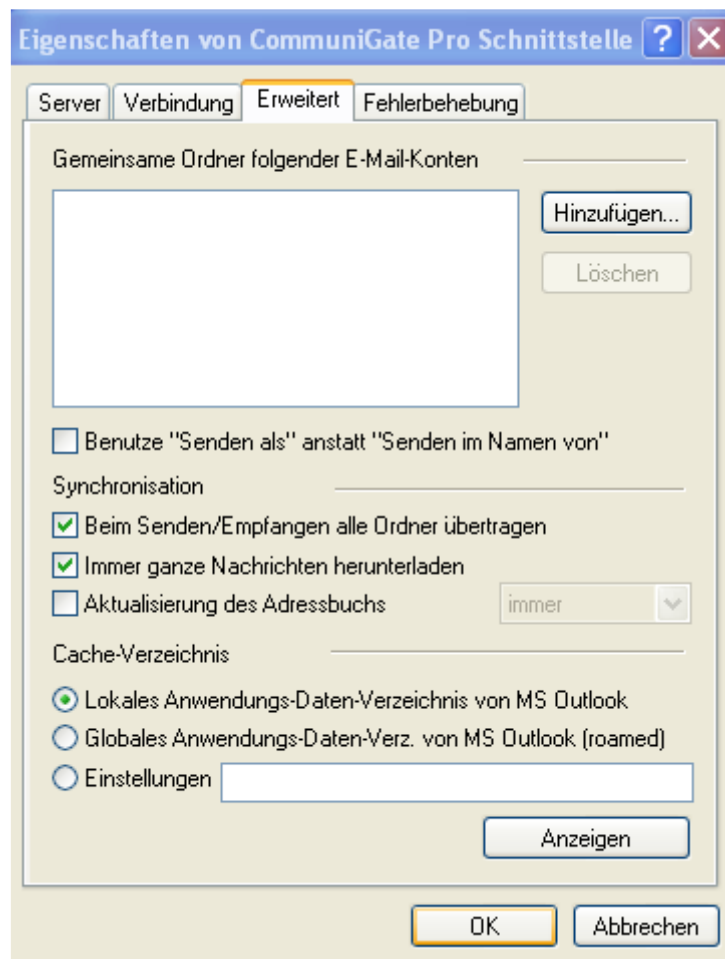 Eigenschaften von CommuniGate Pro Schnittstelle
Server Verbindung Erweitert Fehlerbehebung
Gemeinsame Ordner folgender E-Mail-Konten
Hinzufügen...
Löschen
Benutze "Senden als" anstatt "Senden im Namen von"
Synchronisation
Beim Senden/Empfangen alle Ordner übertragen
Immer ganze Nachrichten herunterladen
Aktualisierung des Adressbuchs immer
Cache-Verzeichnis
Lokales Anwendungs-Daten-Verzeichnis von MS Outlook
Globales Anwendungs-Daten-Verz. von MS Outlook (roamed)
Einstellungen
Anzeigen
OK Abbrechen